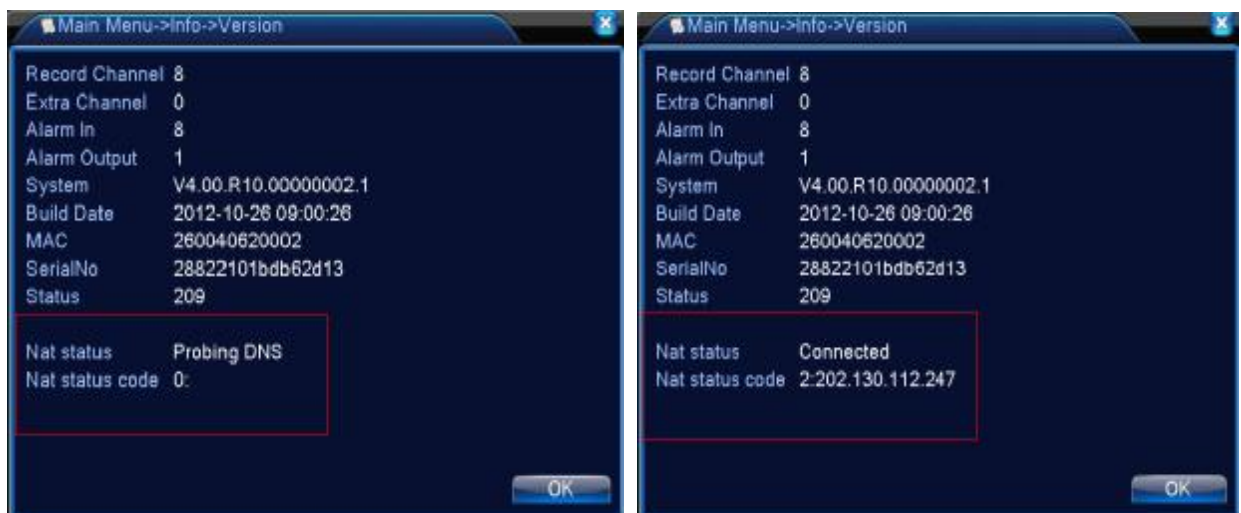 Main Menu->Info->Version
Record Channel 8
Extra Channel 0
Alarm In 8
Alarm Output 1
System V4.00.R10.00000002.1
Build Date 2012-10-26 09:00:26
MAC 260040620002
SerialNo 28822101bdb62d13
Status 209
Nat status Probing DNS
Nat status code 0:
OK
Main Menu->Info->Version
Record Channel 8
Extra Channel 0
Alarm In 8
Alarm Output 1
System V4.00.R10.00000002.1
Build Date 2012-10-26 09:00:26
MAC 260040620002
SerialNo 28822101bdb62d13
Status 209
Nat status Connected
Nat status code 2:202.130.112.247
OK